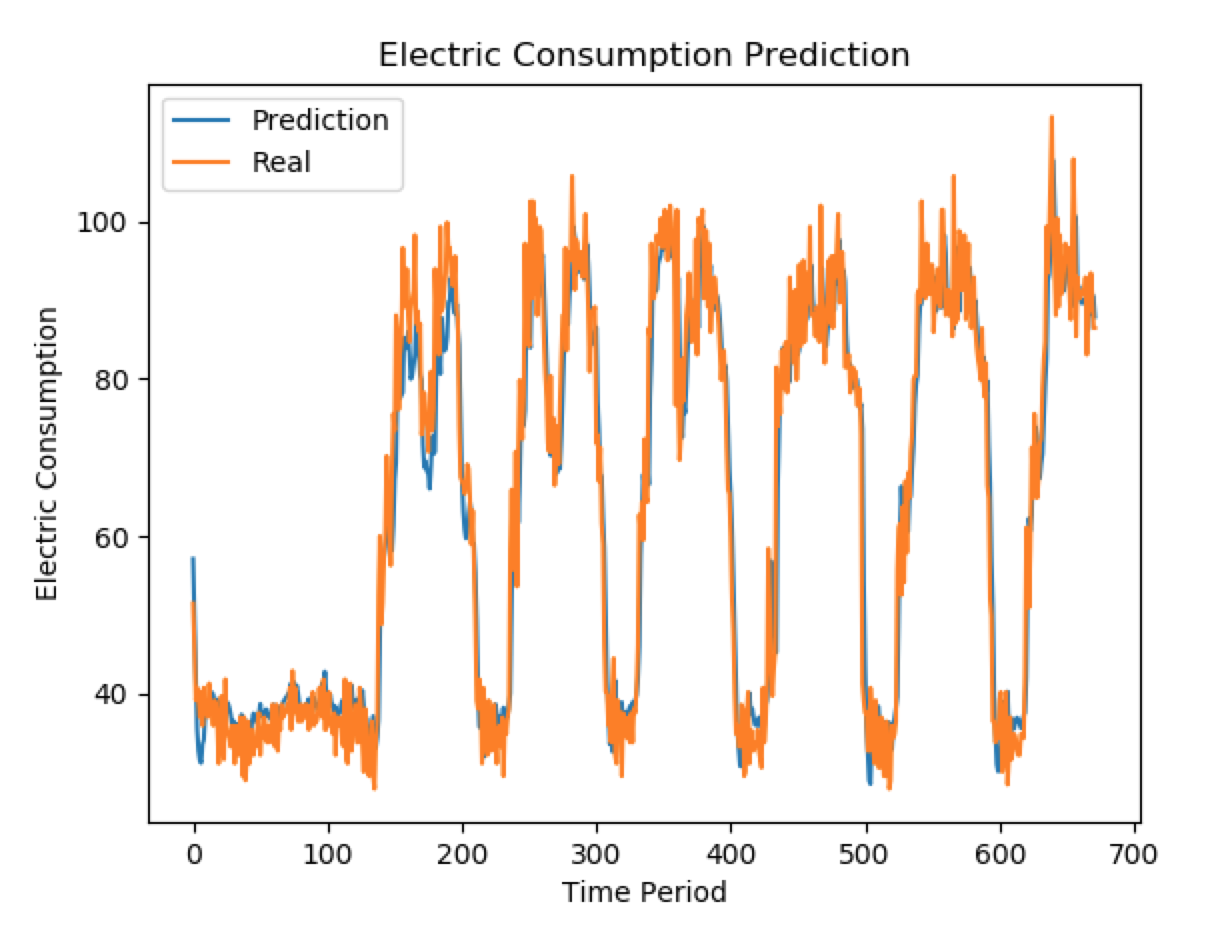 Electric Consumption Prediction
Prediction
Real
100
80
60
40
Electric Consumption
0 100 200 300 400 500 600 700
Time Period